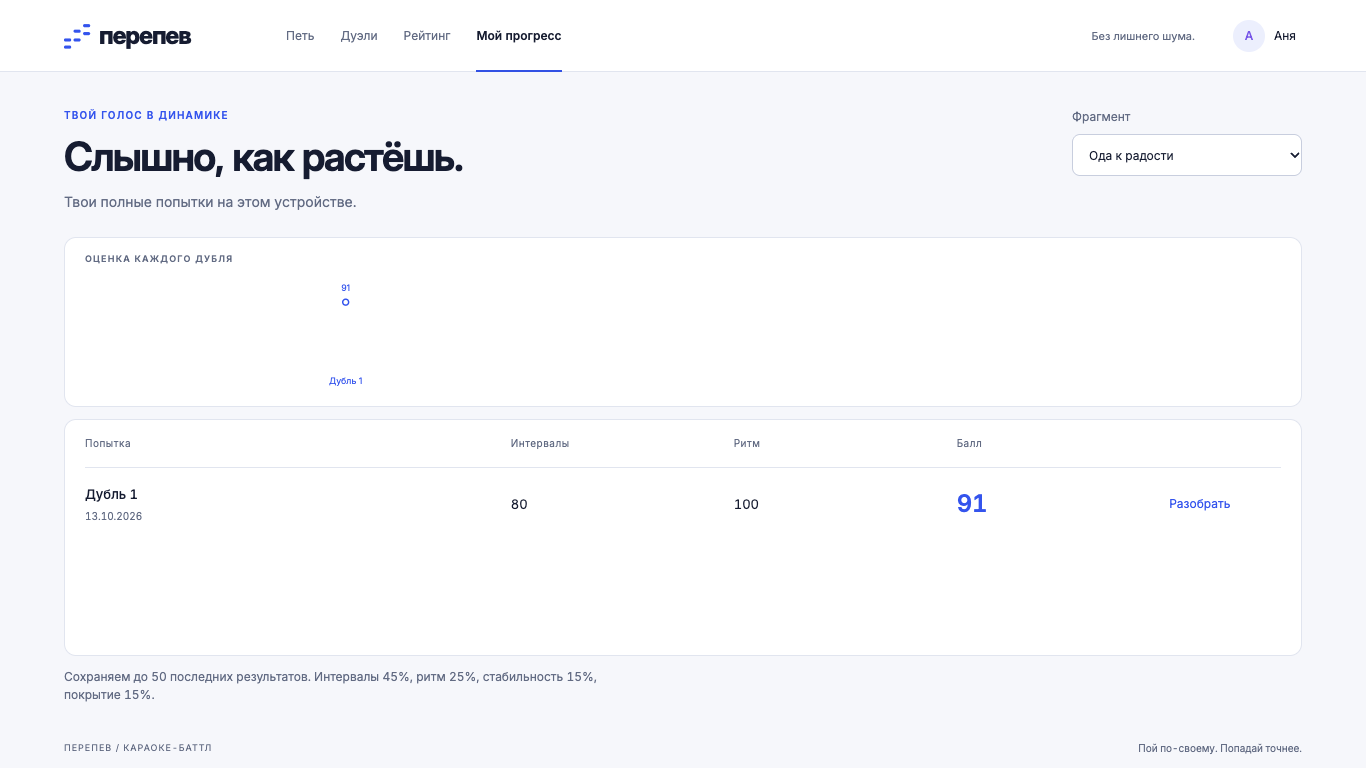 перепев
Петь Дуэли Рейтинг Мой прогресс
Без лишнего шума.
А Аня
ТВОЙ ГОЛОС В ДИНАМИКЕ
Слышно, как растёшь.
Твои полные попытки на этом устройстве.
Фрагмент
Ода к радости
ОЦЕНКА КАЖДОГО ДУБЛЯ
91
Дубль 1
Попытка Интервалы Ритм Балл
Дубль 1
13.10.2026
80 100 91 Разобрать
Сохраняем до 50 последних результатов. Интервалы 45%, ритм 25%, стабильность 15%,
покрытие 15%.
ПЕРЕПЕВ / КАРАОКЕ-БАТТЛ
Пой по-своему. Попадай точнее.